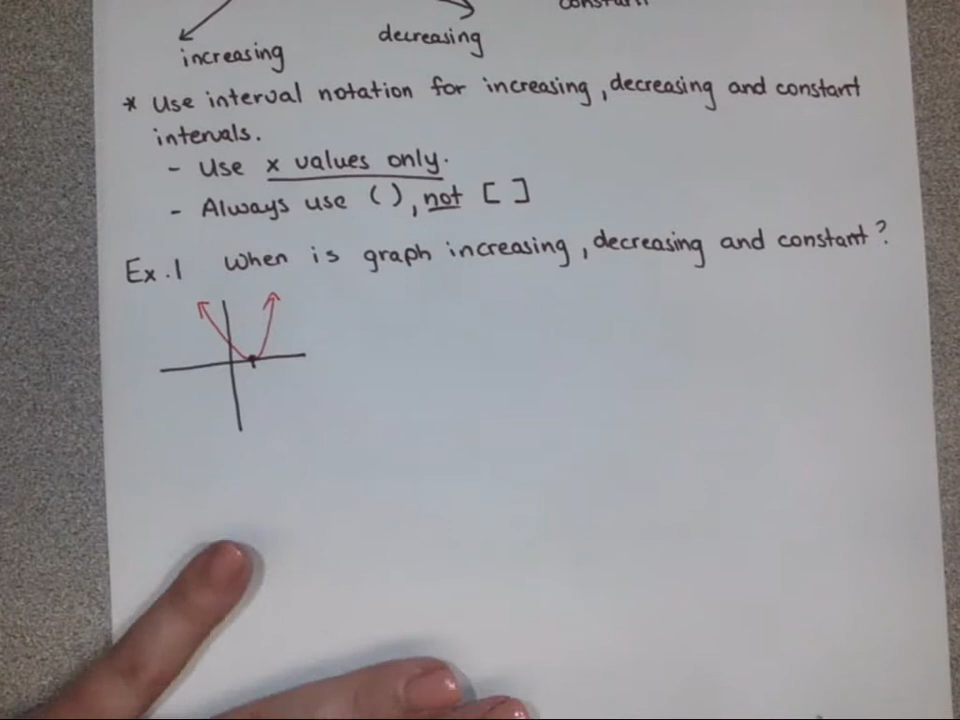 constant
increasing
decreasing
* Use interval notation for increasing, decreasing and constant
intervals.
- Use x values only.
- Always use ( ), not [ ]
Ex. 1 When is graph increasing, decreasing and constant?